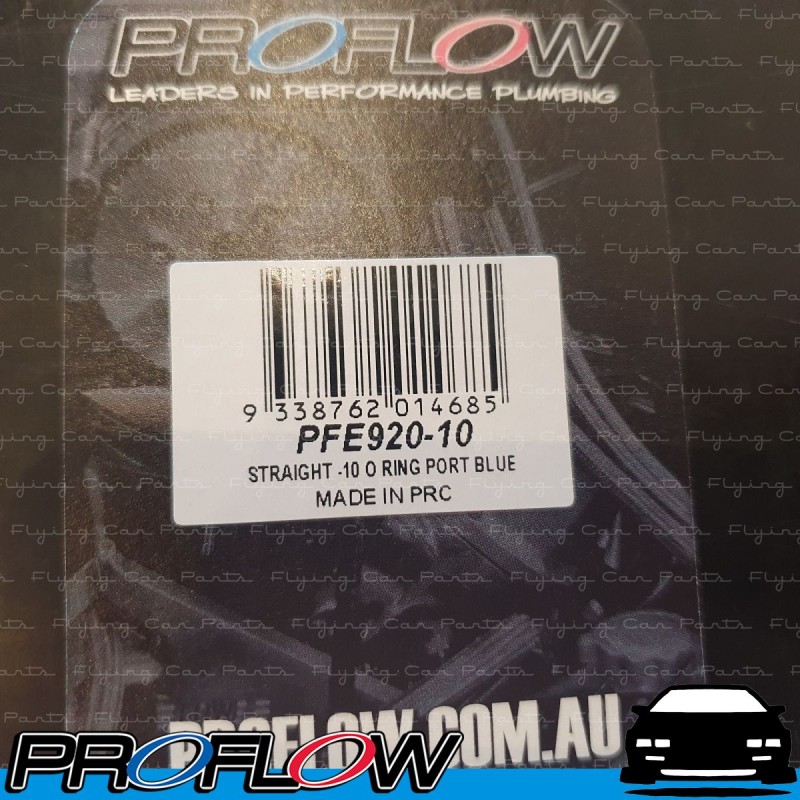 PROFLOW
LEADERS IN PERFORMANCE PLUMBING
9 338762 014685
PFE920-10
STRAIGHT -10 O RING PORT BLUE
MADE IN PRC
PROFLOW.COM.AU
PROFLOW
Flying Car Parts